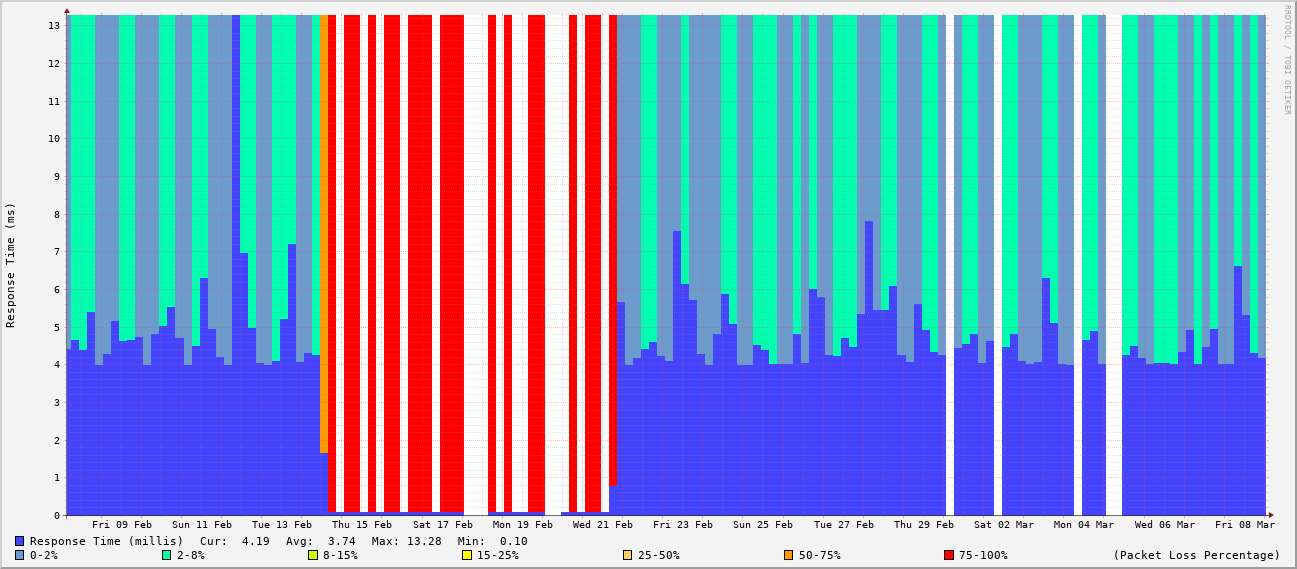 RRDTOOL / TOBI OETIKER
Response Time (ms)
13
12
11
10
9
8
7
6
5
4
3
2
1
0
Fri 09 Feb Sun 11 Feb Tue 13 Feb Thu 15 Feb Sat 17 Feb Mon 19 Feb Wed 21 Feb Fri 23 Feb Sun 25 Feb Tue 27 Feb Thu 29 Feb Sat 02 Mar Mon 04 Mar Wed 06 Mar Fri 08 Mar
Response Time (millis) Cur: 4.19 Avg: 3.74 Max: 13.28 Min: 0.10
0-2% 2-8% 8-15% 15-25% 25-50% 50-75% 75-100% (Packet Loss Percentage)